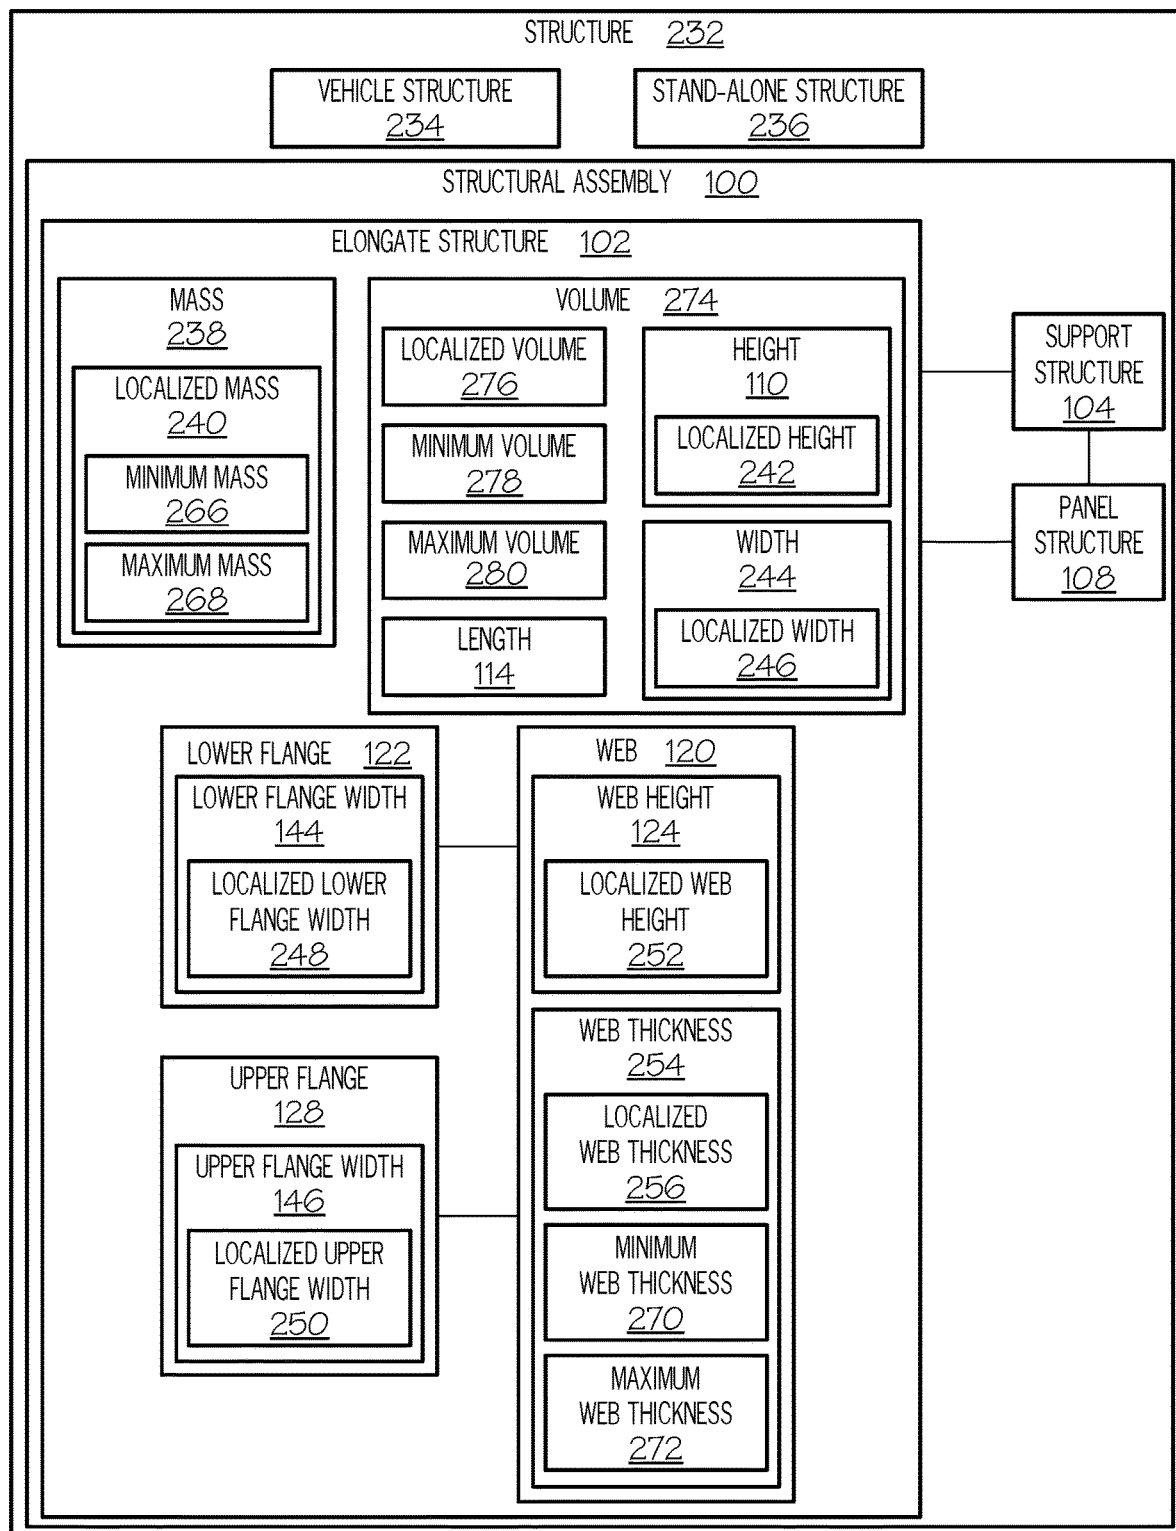 STRUCTURE 232
VEHICLE STRUCTURE
234
STAND-ALONE STRUCTURE
236
STRUCTURAL ASSEMBLY 100
ELONGATE STRUCTURE 102
MASS
238
LOCALIZED MASS
240
MINIMUM MASS
266
MAXIMUM MASS
268
VOLUME 274
LOCALIZED VOLUME
276
MINIMUM VOLUME
278
MAXIMUM VOLUME
280
LENGTH
114
HEIGHT
110
LOCALIZED HEIGHT
242
WIDTH
244
LOCALIZED WIDTH
246
SUPPORT
STRUCTURE
104
PANEL
STRUCTURE
108
LOWER FLANGE 122
LOWER FLANGE WIDTH
144
LOCALIZED LOWER
FLANGE WIDTH
248
UPPER FLANGE
128
UPPER FLANGE WIDTH
146
LOCALIZED UPPER
FLANGE WIDTH
250
WEB 120
WEB HEIGHT
124
LOCALIZED WEB
HEIGHT
252
WEB THICKNESS
254
LOCALIZED
WEB THICKNESS
256
MINIMUM
WEB THICKNESS
270
MAXIMUM
WEB THICKNESS
272